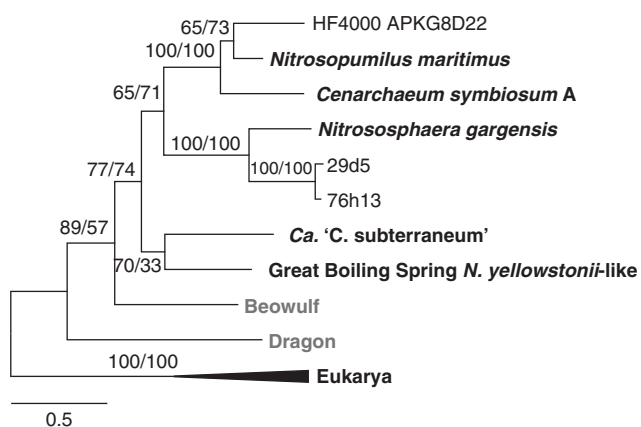 65/73
HF4000 APKG8D22
100/100
Nitrosopumilus maritimus
65/71
Cenarchaeum symbiosum A
Nitrososphaera gargensis
100/100
77/74
100/100
29d5
76h13
89/57
Ca. 'C. subterraneum'
70/33
Great Boiling Spring N. yellowstonii-like
Beowulf
Dragon
100/100
Eukarya
0.5